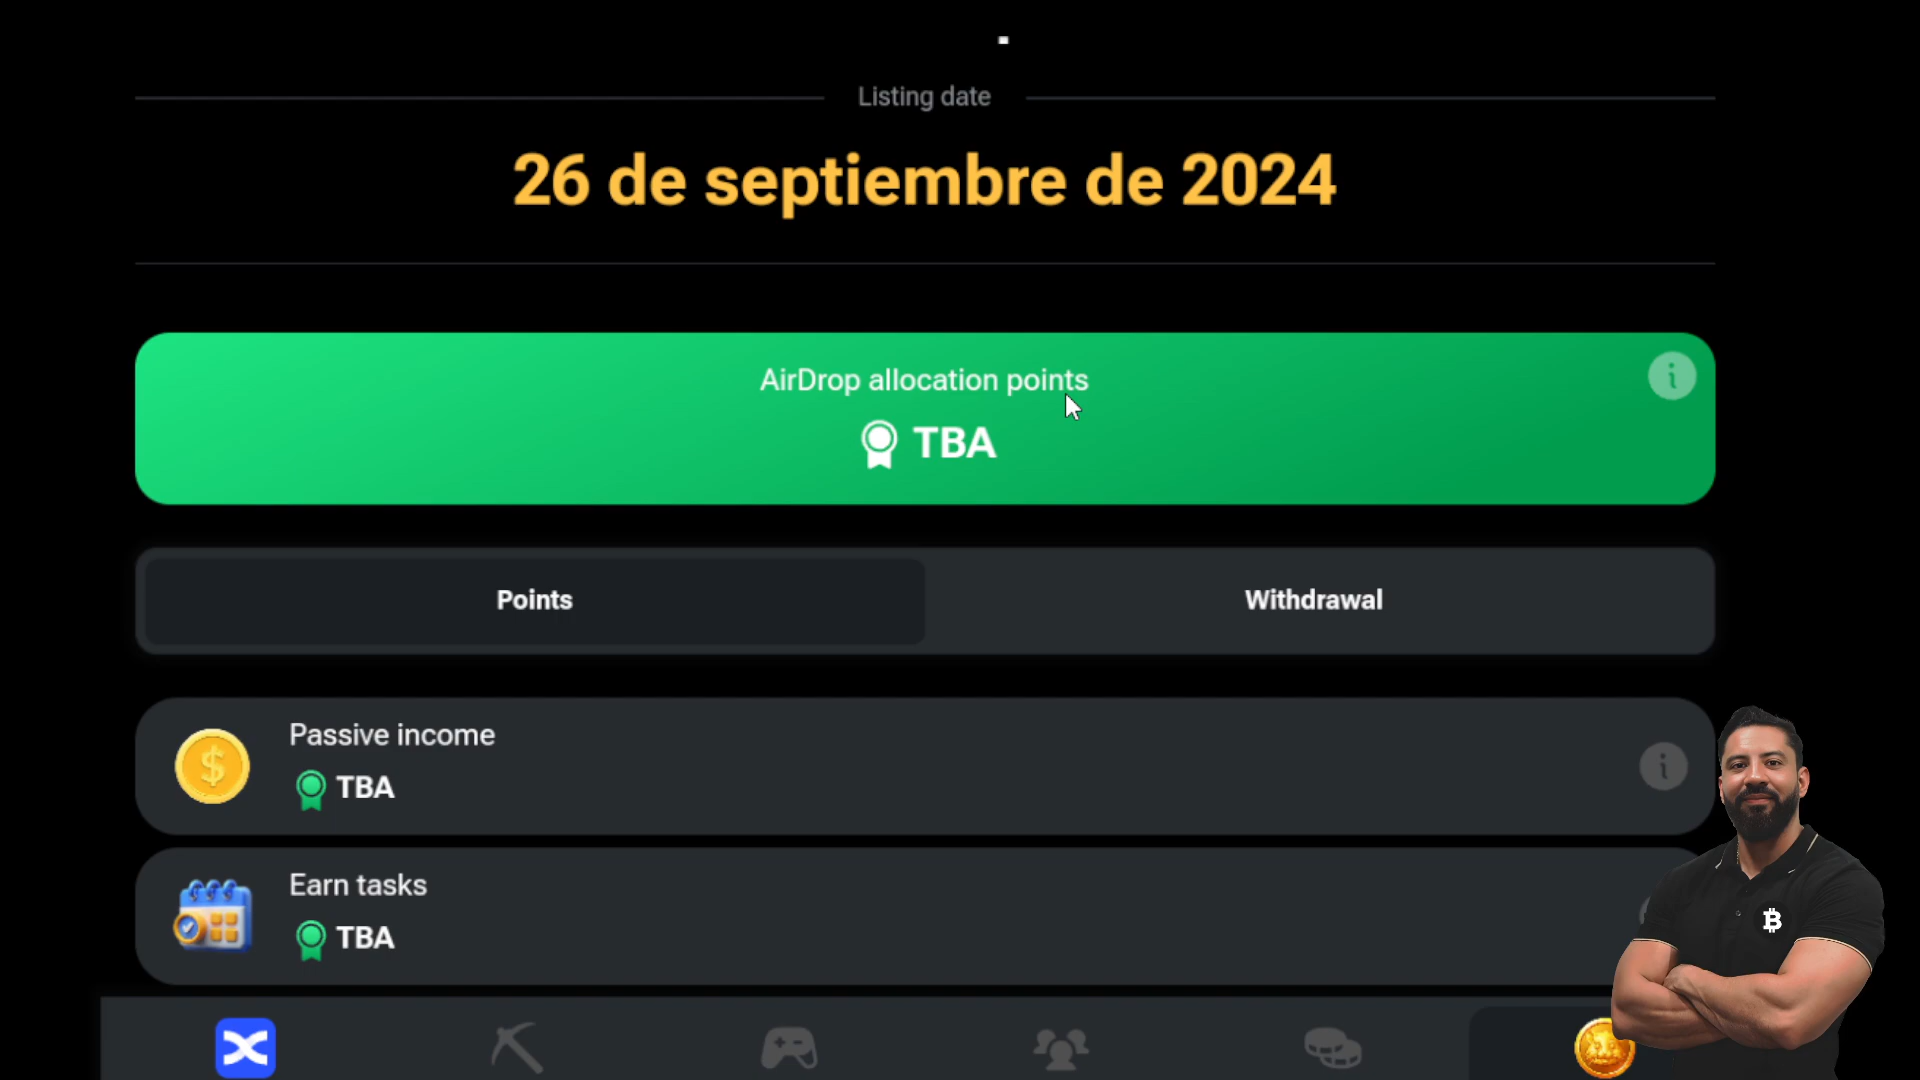 Listing date
26 de septiembre de 2024
AirDrop allocation points
TBA
Points
Withdrawal
Passive income
TBA
Earn tasks
TBA